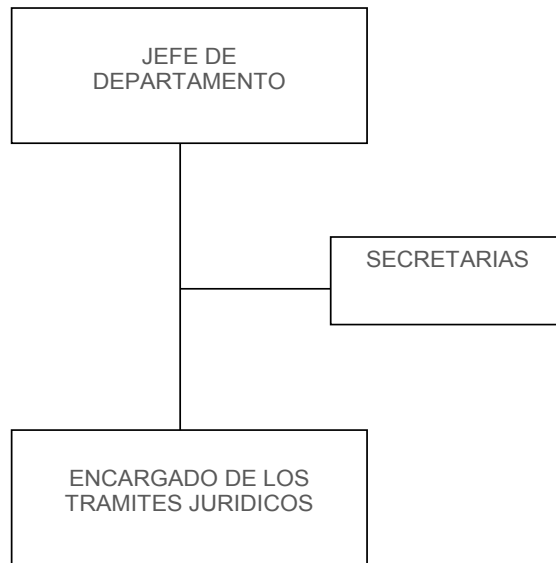 JEFE DE
DEPARTAMENTO
SECRETARIAS
ENCARGADO DE LOS
TRAMITES JURIDICOS